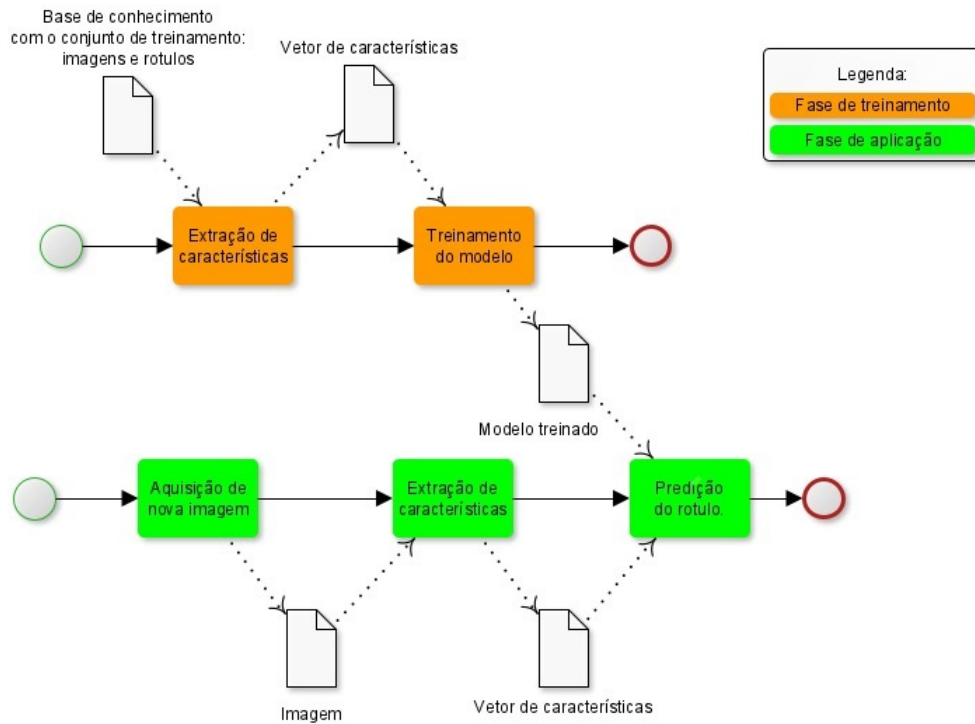 Base de conhecimento
com o conjunto de treinamento:
imagens e rotulos
Vetor de características
Legenda:
Fase de treinamento
Fase de aplicação
Extração de
características
Treinamento
do modelo
Modelo treinado
Aquisição de
nova imagem
Extração de
características
Predição
do rotulo.
Imagem
Vetor de características